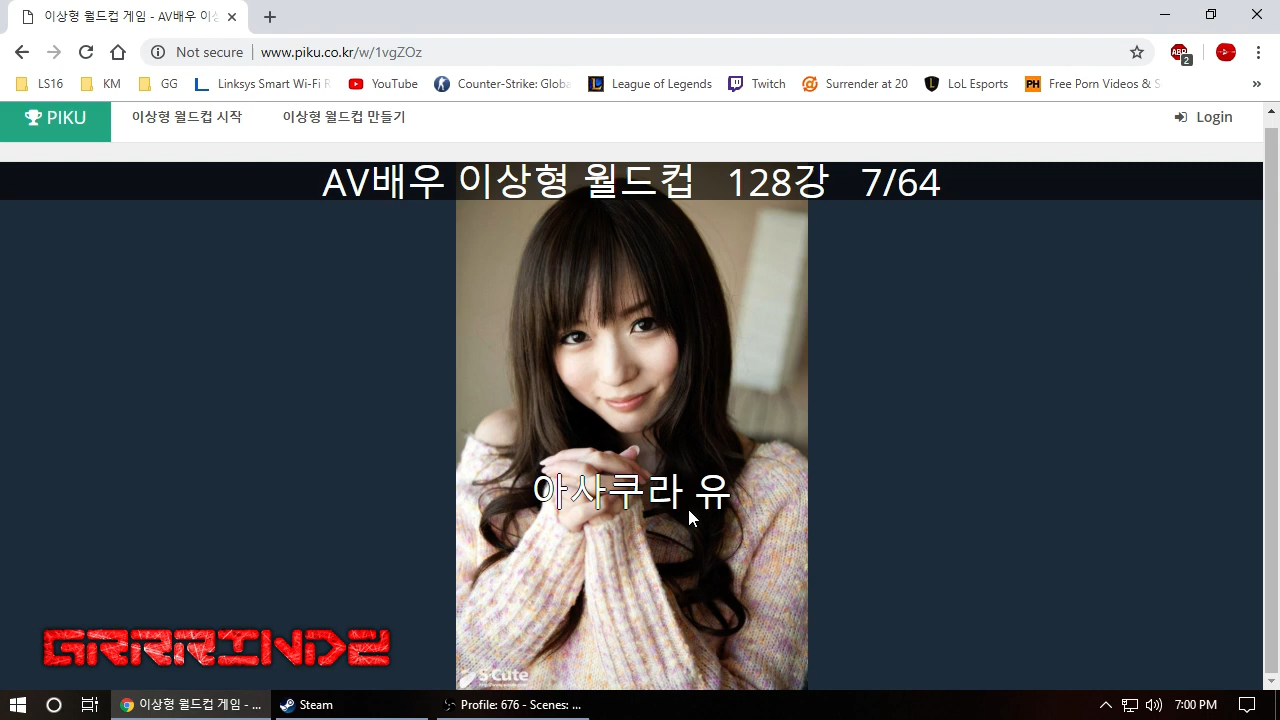 이상형 월드컵 게임 - AV배우 이상
Not secure
www.piku.co.kr/w/1vgZOz
ABP
2
LS16
KM
GG
Linksys Smart Wi-Fi R
YouTube
Counter-Strike: Globa
League of Legends
Twitch
Surrender at 20
LoL Esports
PH
Free Porn Videos & S
»
PIKU
이상형 월드컵 시작
이상형 월드컵 만들기
Login
AV배우 이상형 월드컵 128강 7/64
아사쿠라 유
GRRRINDZ
S-Cute
이상형 월드컵 게임 - ...
Steam
Profile: 676 - Scenes: ...
7:00 PM